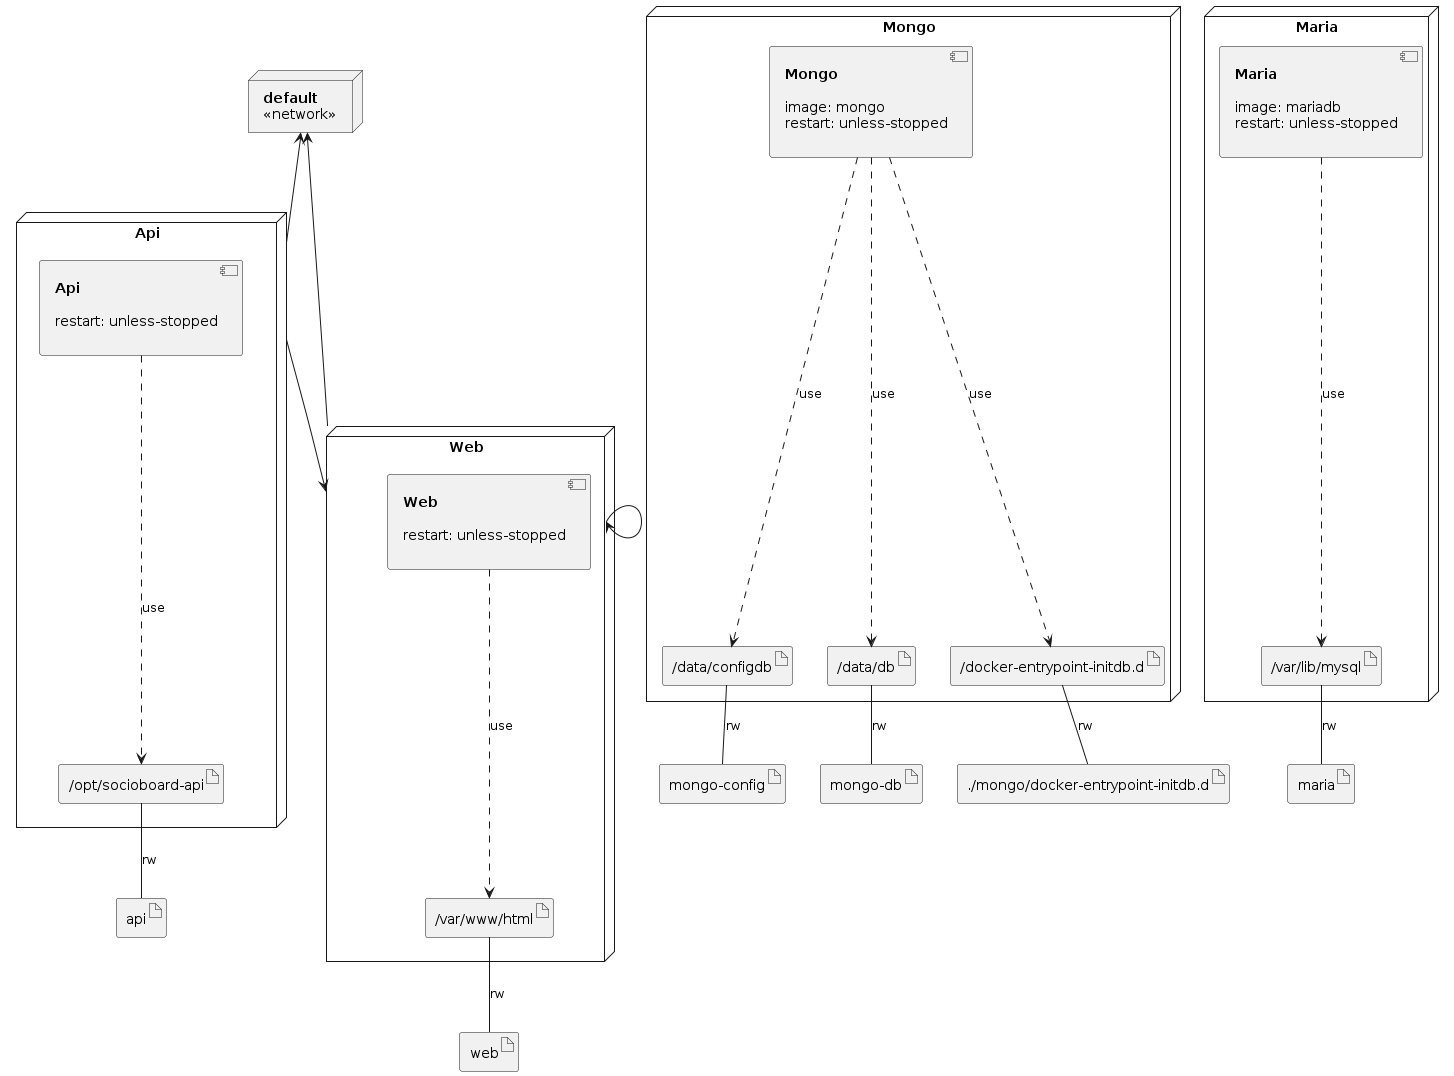 Mongo
Maria
Mongo
image: mongo
restart: unless-stopped
Maria
image: mariadb
restart: unless-stopped
default
«network»
Api
Api
restart: unless-stopped
use
use
use
use
Web
Web
restart: unless-stopped
use
/data/configdb
/data/db
/docker-entrypoint-initdb.d
/var/lib/mysql
use
rw
rw
rw
rw
/opt/socioboard-api
mongo-config
mongo-db
./mongo/docker-entrypoint-initdb.d
maria
rw
api
/var/www/html
rw
web